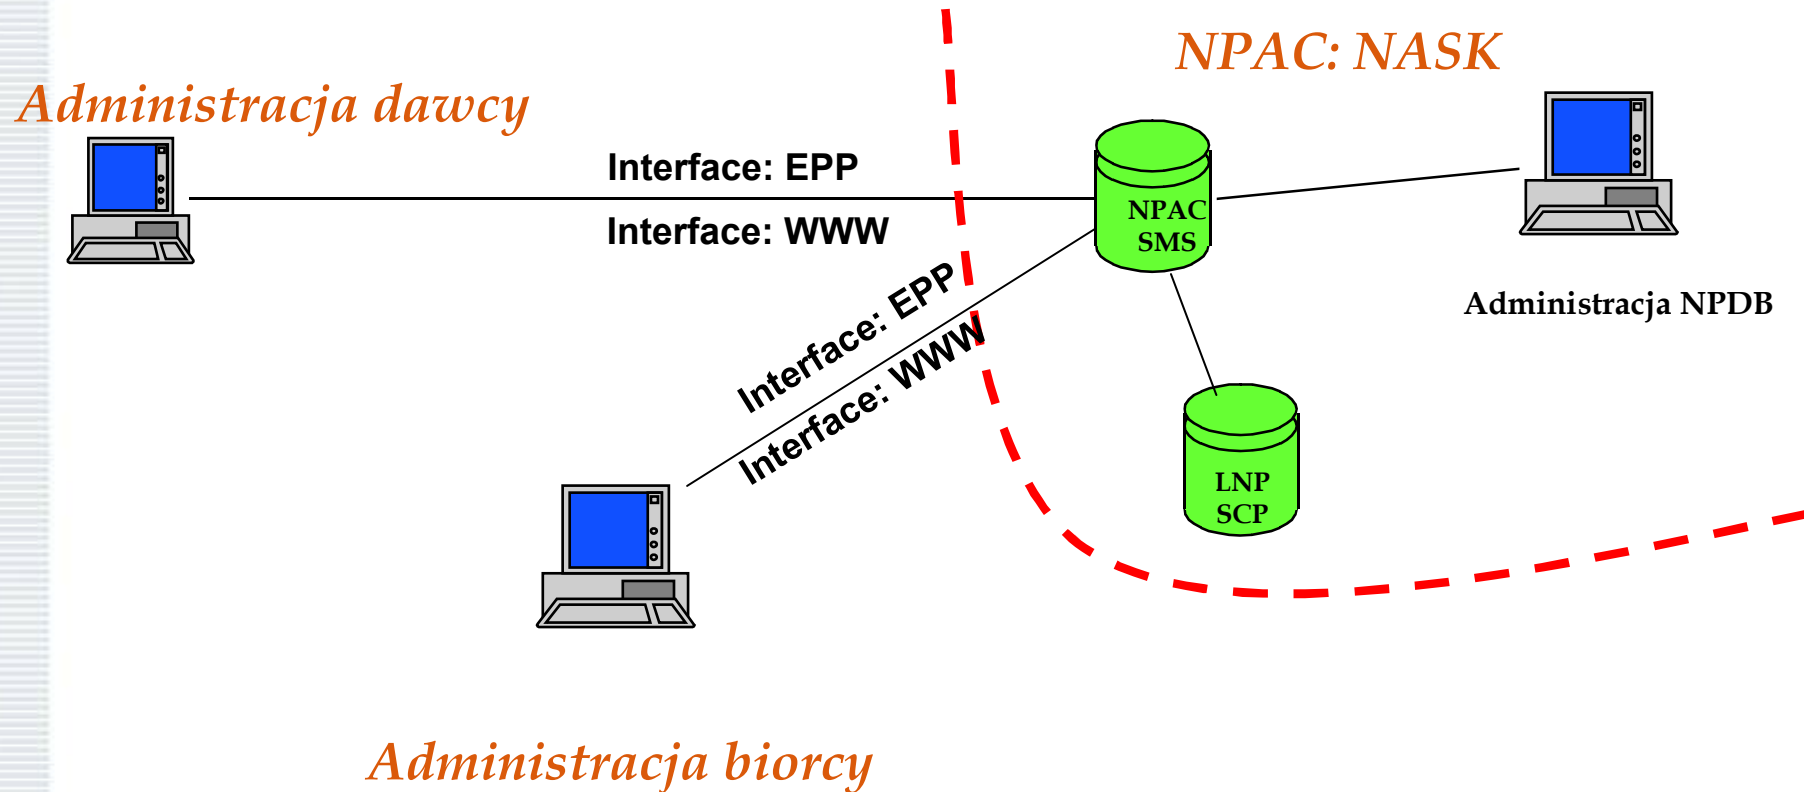 NPAC: NASK
Administracja dawcy
Interface: EPP
Interface: WWW
NPAC
SMS
Interface: EPP
Interface: WWW
Administracja NPDB
LNP
SCP
Administracja biorcy